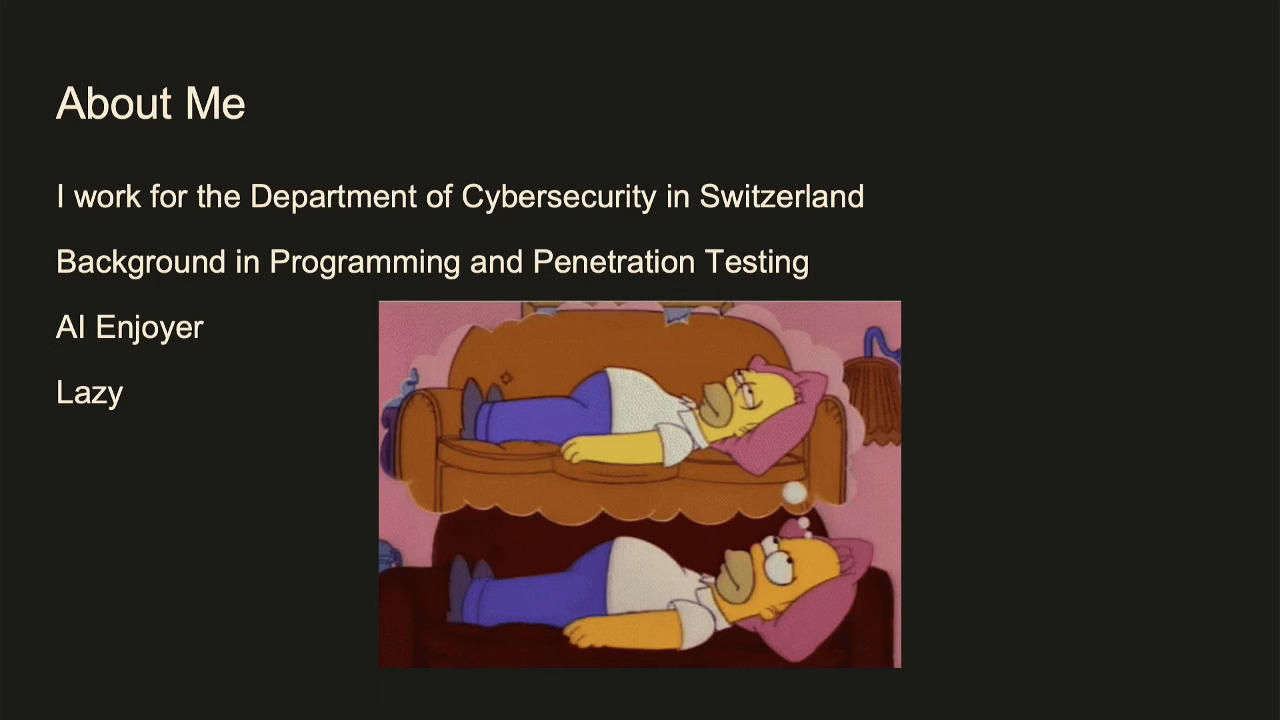 About Me
I work for the Department of Cybersecurity in Switzerland
Background in Programming and Penetration Testing
AI Enjoyer
Lazy